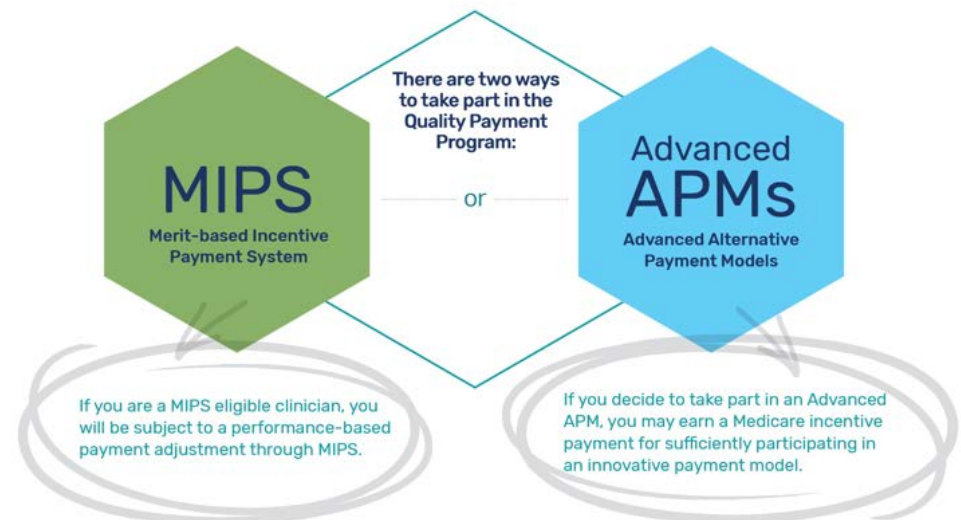 There are two ways
to take part in the
Quality Payment
Program:
MIPS
Merit-based Incentive
Payment System
or
Advanced
APMs
Advanced Alternative
Payment Models
If you are a MIPS eligible clinician, you
will be subject to a performance-based
payment adjustment through MIPS.
If you decide to take part in an Advanced
APM, you may earn a Medicare incentive
payment for sufficiently participating in
an innovative payment model.